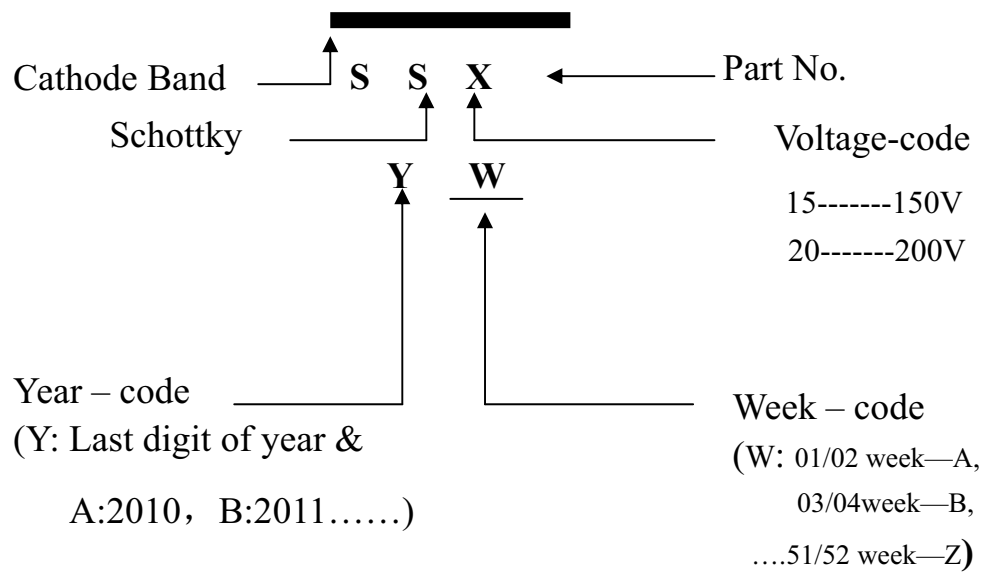 Cathode Band
S S X
Part No.
Schottky
Voltage-code
Y W
15-------150V
20-------200V
Year – code
(Y: Last digit of year &
A:2010，B:2011……)
Week – code
(W: 01/02 week—A,
03/04week—B,
….51/52 week—Z)